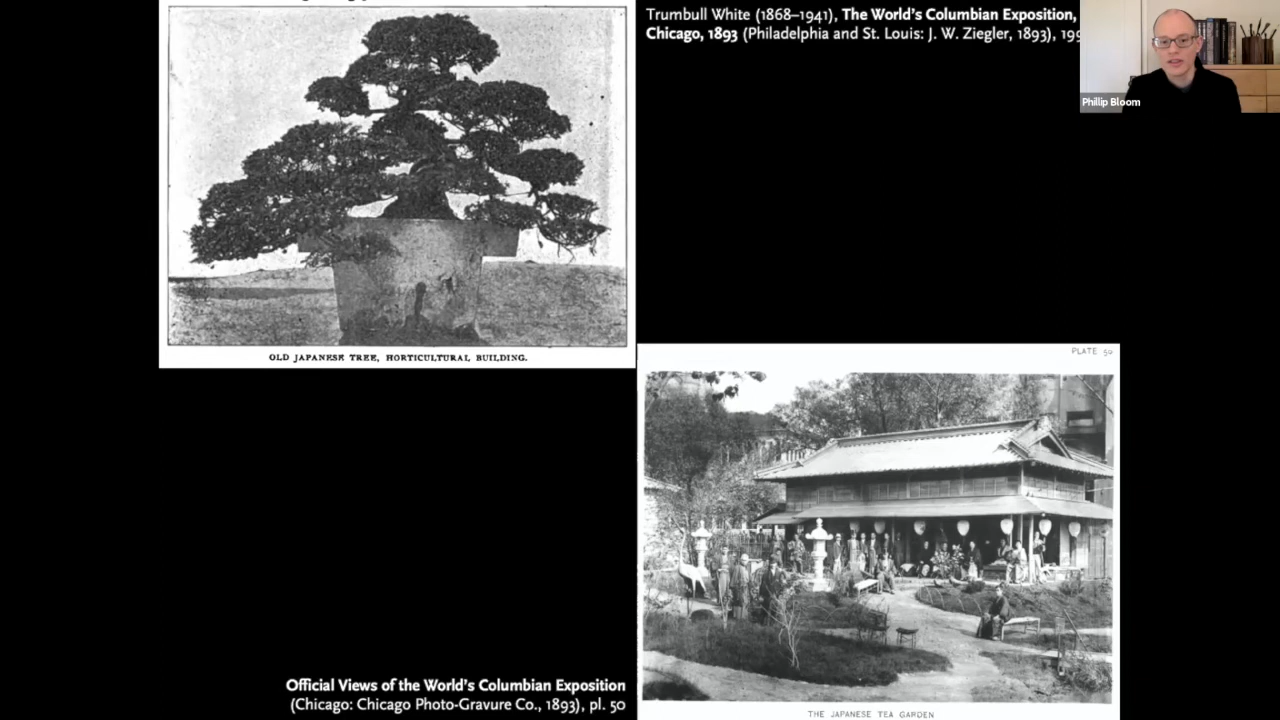 Trumbull White (1868–1941), The World's Columbian Exposition,
Chicago, 1893 (Philadelphia and St. Louis: J. W. Ziegler, 1893),
Phillip Bloom
OLD JAPANESE TREE, HORTICULTURAL BUILDING.
PLATE 50
Official Views of the World's Columbian Exposition
(Chicago: Chicago Photo-Gravure Co., 1893), pl. 50
THE JAPANESE TEA GARDEN